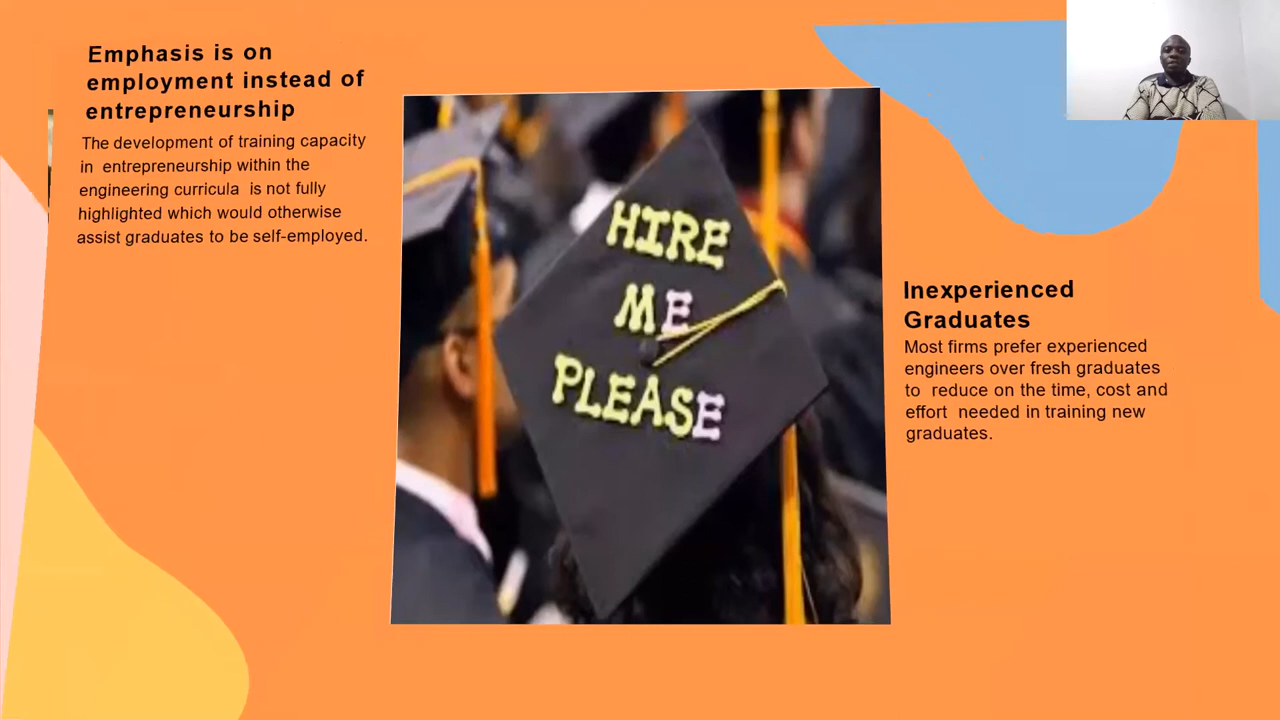 Emphasis is on
employment instead of
entrepreneurship
The development of training capacity
in entrepreneurship within the
engineering curricula is not fully
highlighted which would otherwise
assist graduates to be self-employed.
HIRE
ME
PLEASE
Inexperienced
Graduates
Most firms prefer experienced
engineers over fresh graduates
to reduce on the time, cost and
effort needed in training new
graduates.